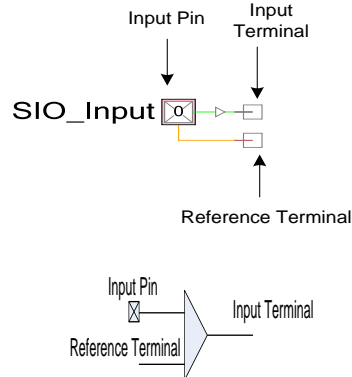 Input Pin
Input
Terminal
SIO_Input
0
Reference Terminal
Input Pin
Input Terminal
Reference Terminal